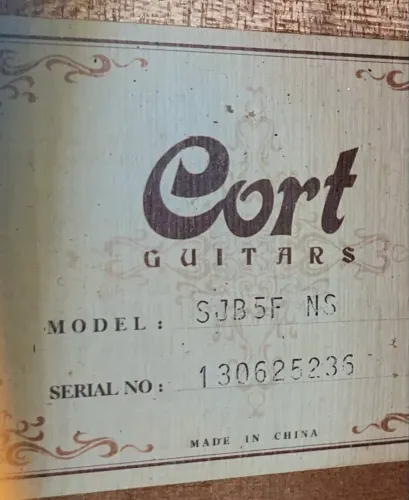 Cort
GUITARS
MODEL: SJB5F NS
SERIAL NO: 130625236
MADE IN CHINA